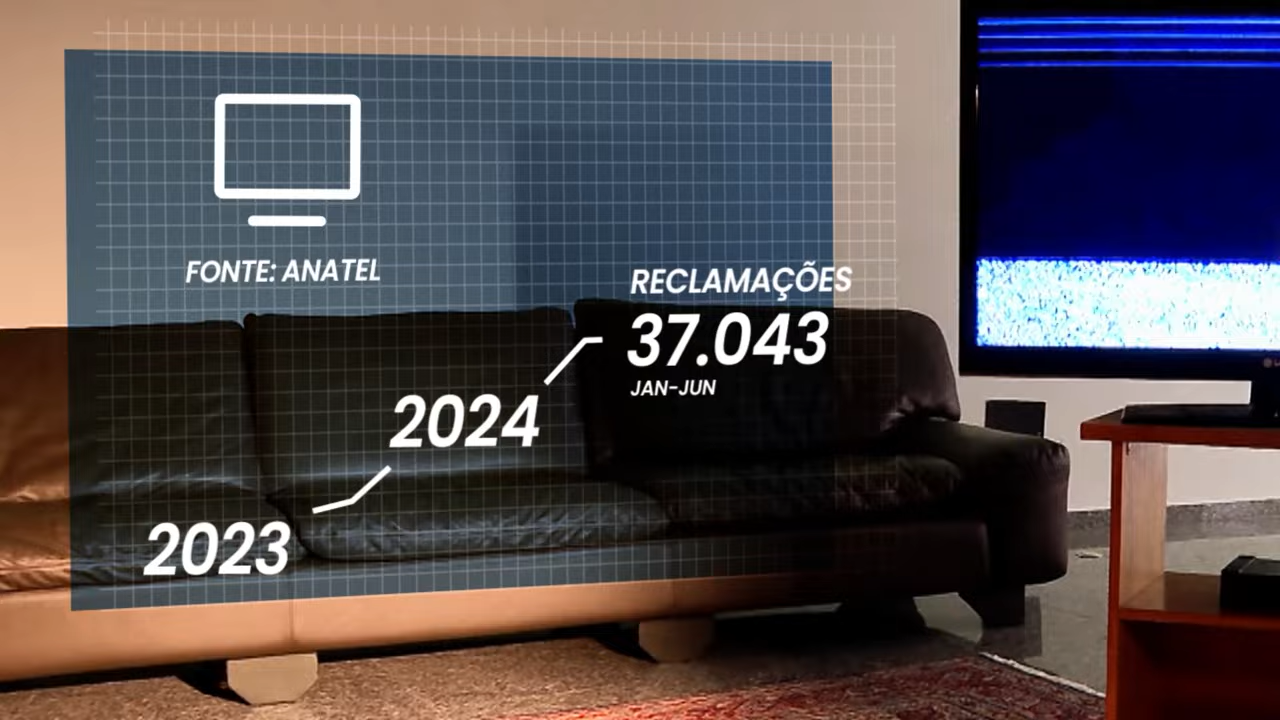 FONTE: ANATEL
RECLAMAÇÕES
37.043
JAN-JUN
2024
2023